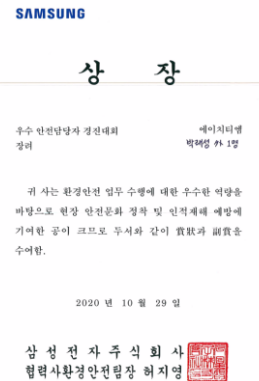 SAMSUNG
상 장
우수 안전담당자 경진대회
에이치티엠
장려
박래성 外 1명
귀 사는 환경안전 업무 수행에 대한 우수한 역량을
바탕으로 현장 안전문화 정착 및 인적재해 예방에
기여한 공이 크므로 두서와 같이 賞狀과 副賞을
수여함.
2020 년 10 월 29 일
삼성전자주식회사
협력사환경안전팀장 허지영